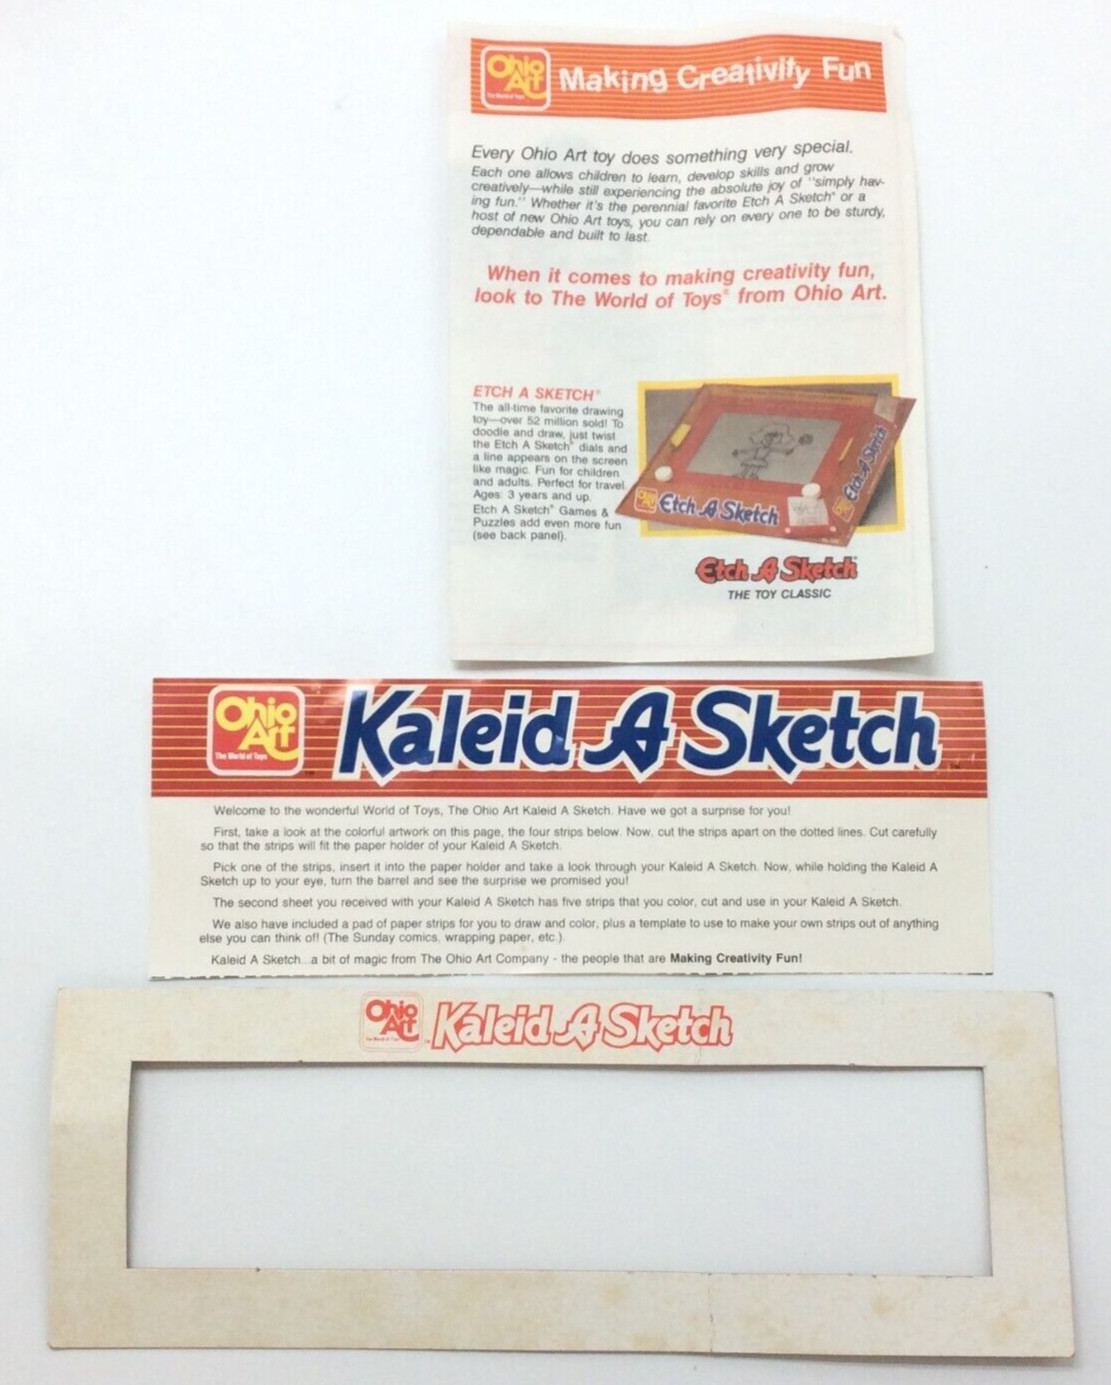 Ohio
Art
The World of Toys
Making Creativity Fun
Every Ohio Art toy does something very special.
Each one allows children to learn, develop skills and grow
creatively—while still experiencing the absolute joy of "simply hav-
ing fun." Whether it's the perennial favorite Etch A Sketch® or a
host of new Ohio Art toys, you can rely on every one to be sturdy,
dependable and built to last.
When it comes to making creativity fun,
look to The World of Toys® from Ohio Art.
ETCH A SKETCH®
The all-time favorite drawing
toy—over 52 million sold! To
doodle and draw, just twist
the Etch A Sketch® dials and
a line appears on the screen
like magic. Fun for children
and adults. Perfect for travel.
Ages: 3 years and up.
Etch A Sketch® Games &
Puzzles add even more fun
(see back panel).
Ohio
Art
Etch A Sketch
Etch A Sketch
Etch A Sketch®
THE TOY CLASSIC
Ohio
Art
The World of Toys
™
Kaleid A Sketch
™
Welcome to the wonderful World of Toys, The Ohio Art Kaleid A Sketch. Have we got a surprise for you!
First, take a look at the colorful artwork on this page, the four strips below. Now, cut the strips apart on the dotted lines. Cut carefully
so that the strips will fit the paper holder of your Kaleid A Sketch.
Pick one of the strips, insert it into the paper holder and take a look through your Kaleid A Sketch. Now, while holding the Kaleid A
Sketch up to your eye, turn the barrel and see the surprise we promised you!
The second sheet you received with your Kaleid A Sketch has five strips that you color, cut and use in your Kaleid A Sketch.
We also have included a pad of paper strips for you to draw and color, plus a template to use to make your own strips out of anything
else you can think of! (The Sunday comics, wrapping paper, etc.).
Kaleid A Sketch...a bit of magic from The Ohio Art Company - the people that are Making Creativity Fun!
Ohio
Art
The World of Toys
™
Kaleid A Sketch